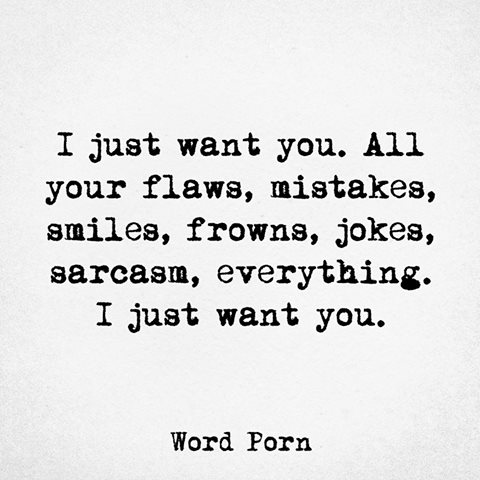 I just want you. All
your flaws, mistakes,
smiles, frowns, jokes,
sarcasm, everything.
I just want you.
Word Porn